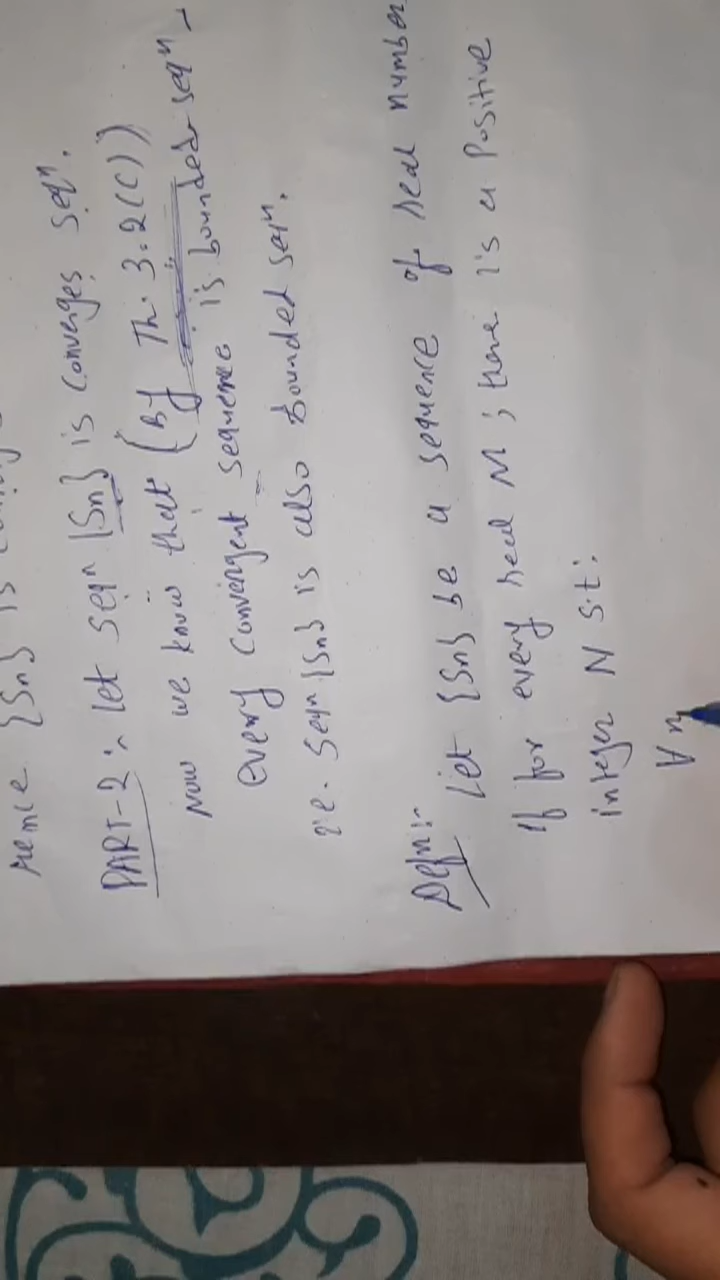 Hence {Sn} is
PART-2 :- Let seqn {Sn} is converges seqn.
Now we know that (By Th. 3.2(C))
every convergent sequence is bounded seqn -
i.e. seqn {Sn} is also bounded seqn.
Defn:- Let {Sn} be a sequence of real number
if for every real M ; there is a positive
integer N s.t.
∀ n